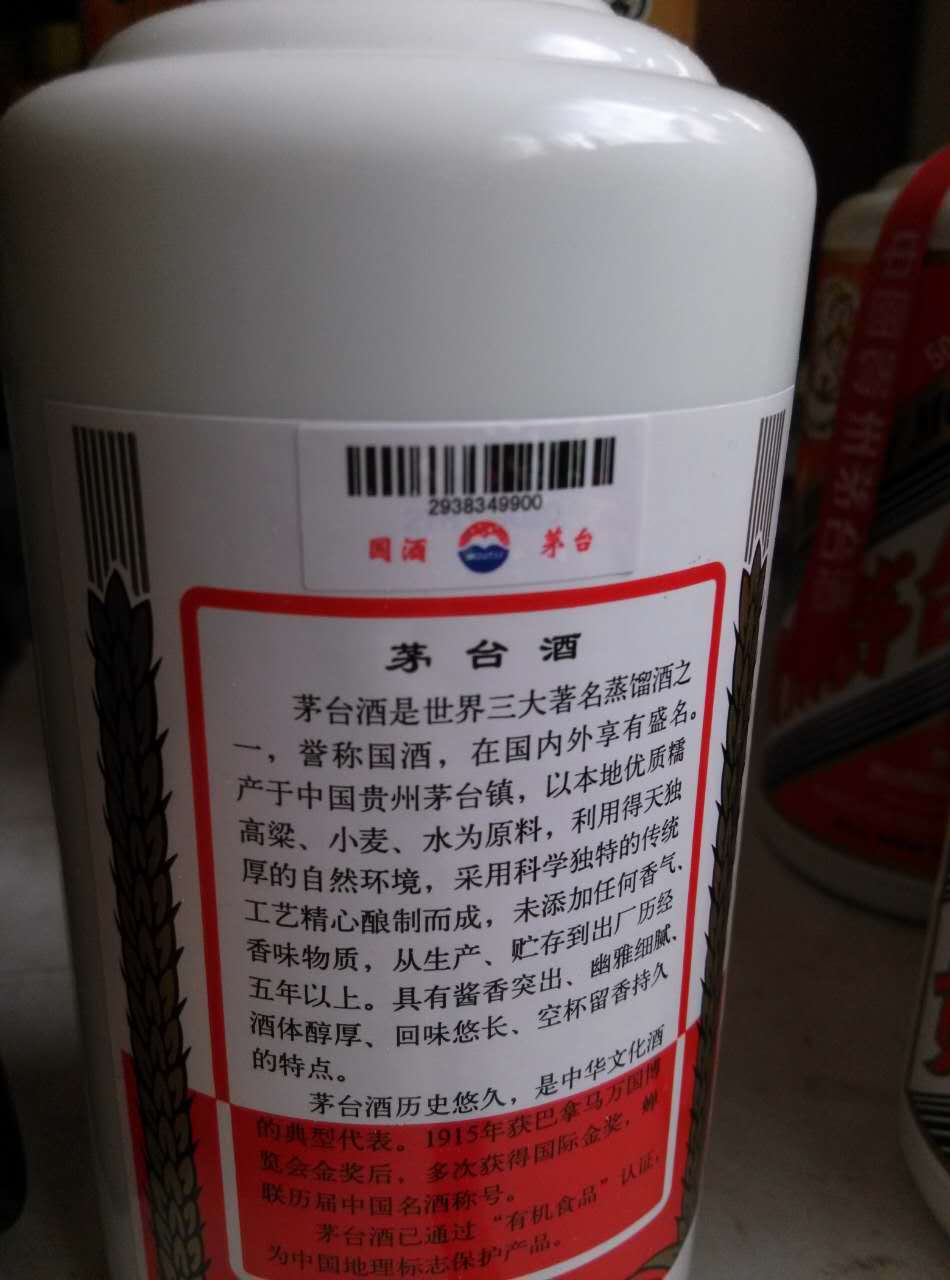 2938349900
国酒 茅台
茅台酒
茅台酒是世界三大著名蒸馏酒之
一，誉称国酒，在国内外享有盛名。
产于中国贵州茅台镇，以本地优质糯
高粱、小麦、水为原料，利用得天独
厚的自然环境，采用科学独特的传统
工艺精心酿制而成，未添加任何香气、
香味物质，从生产、贮存到出厂历经
五年以上。具有酱香突出、幽雅细腻、
酒体醇厚、回味悠长、空杯留香持久
的特点。
茅台酒历史悠久，是中华文化酒
的典型代表。1915年获巴拿马万国博
览会金奖后，多次获得国际金奖，蝉
联历届中国名酒称号。
茅台酒已通过“有机食品”认证，
为中国地理标志保护产品。